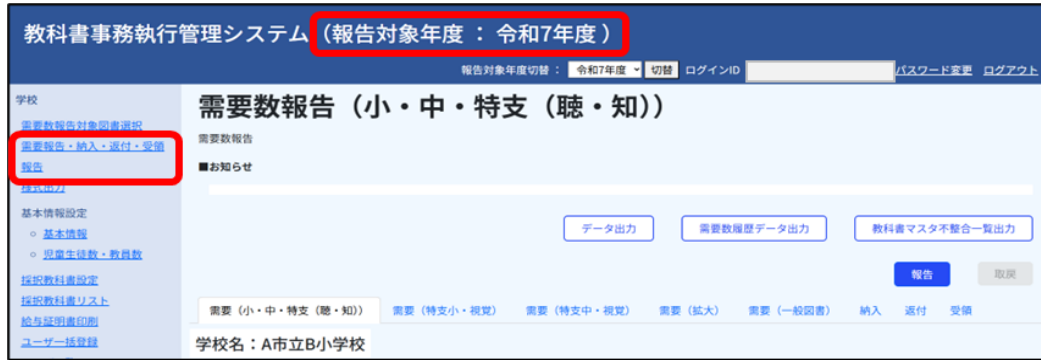 教科書事務執行管理システム（報告対象年度 ： 令和7年度 ）
報告対象年度切替 ： 令和7年度 切替 ログインID パスワード変更 ログアウト
学校
需要数報告対象図書選択
需要報告・納入・返付・受領
報告
様式出力
基本情報設定
基本情報
児童生徒数・教員数
採択教科書設定
採択教科書リスト
給与証明書印刷
ユーザ一括登録
需要数報告（小・中・特支（聴・知））
需要数報告
■お知らせ
データ出力 需要数履歴データ出力 教科書マスタ不整合一覧出力
報告 取戻
需要（小・中・特支（聴・知）） 需要（特支小・視覚） 需要（特支中・視覚） 需要（拡大） 需要（一般図書） 納入 返付 受領
学校名：A市立B小学校